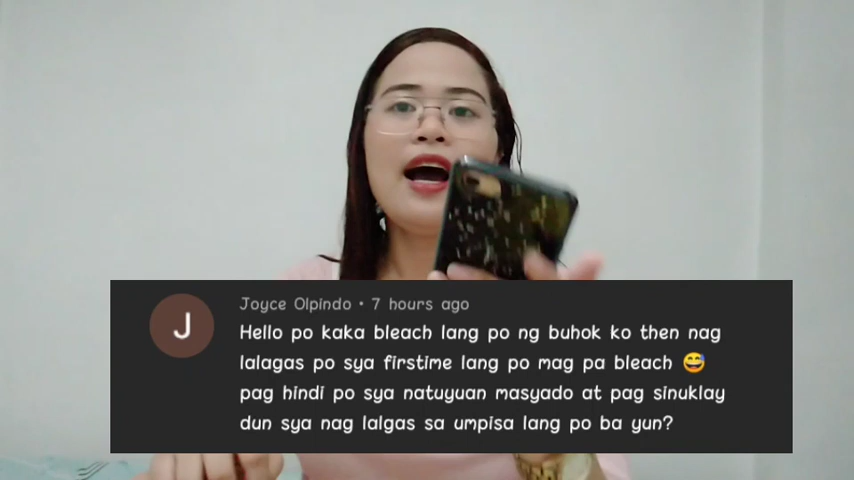 J
Joyce Olpindo • 7 hours ago
Hello po kaka bleach lang po ng buhok ko then nag
lalagas po sya firstime lang po mag pa bleach 😅
pag hindi po sya natuyuan masyado at pag sinuklay
dun sya nag lalgas sa umpisa lang po ba yun?